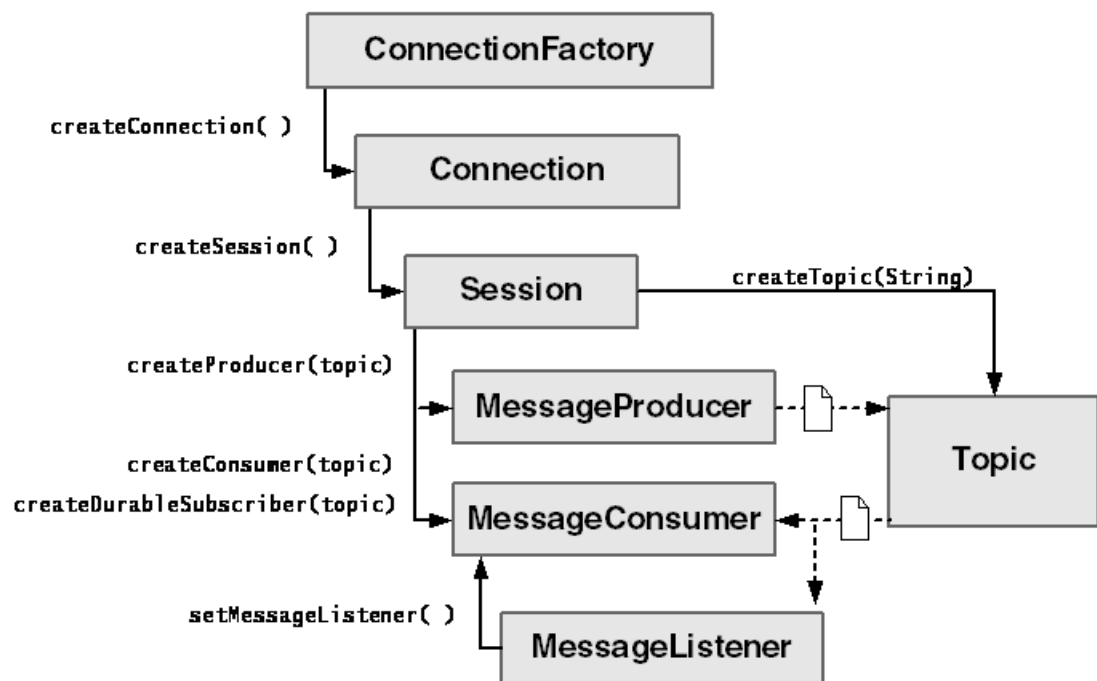 ConnectionFactory
createConnection( )
Connection
createSession( )
Session
createTopic(String)
createProducer(topic)
MessageProducer
Topic
createConsumer(topic)
createDurableSubscriber(topic)
MessageConsumer
setMessageListener( )
MessageListener